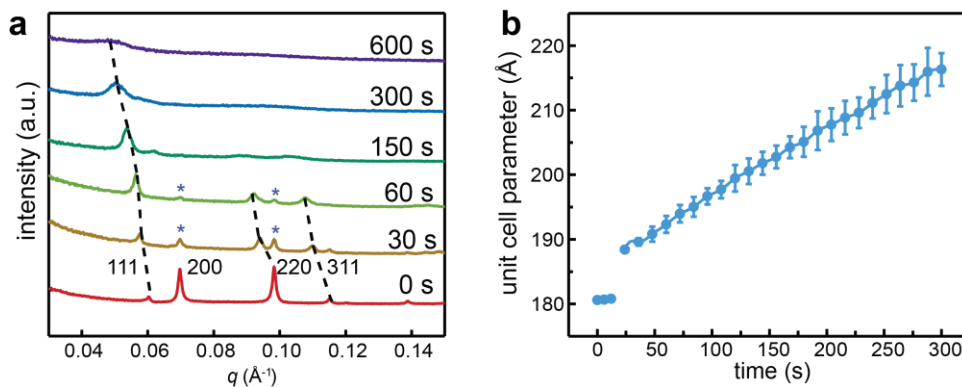 a
intensity (a.u.)
600 s
300 s
150 s
60 s
* *
30 s
* *
111 200 220 311
0 s
0.04 0.06 0.08 0.10 0.12 0.14
q (Å⁻¹)
b
unit cell parameter (Å)
220
210
200
190
180
0 50 100 150 200 250 300
time (s)